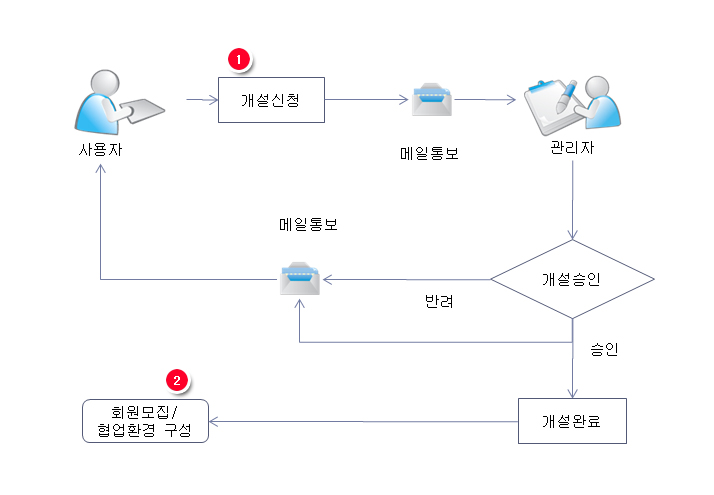 1
개설신청
사용자
메일통보
관리자
메일통보
개설승인
반려
승인
2
회원모집/
협업환경 구성
개설완료